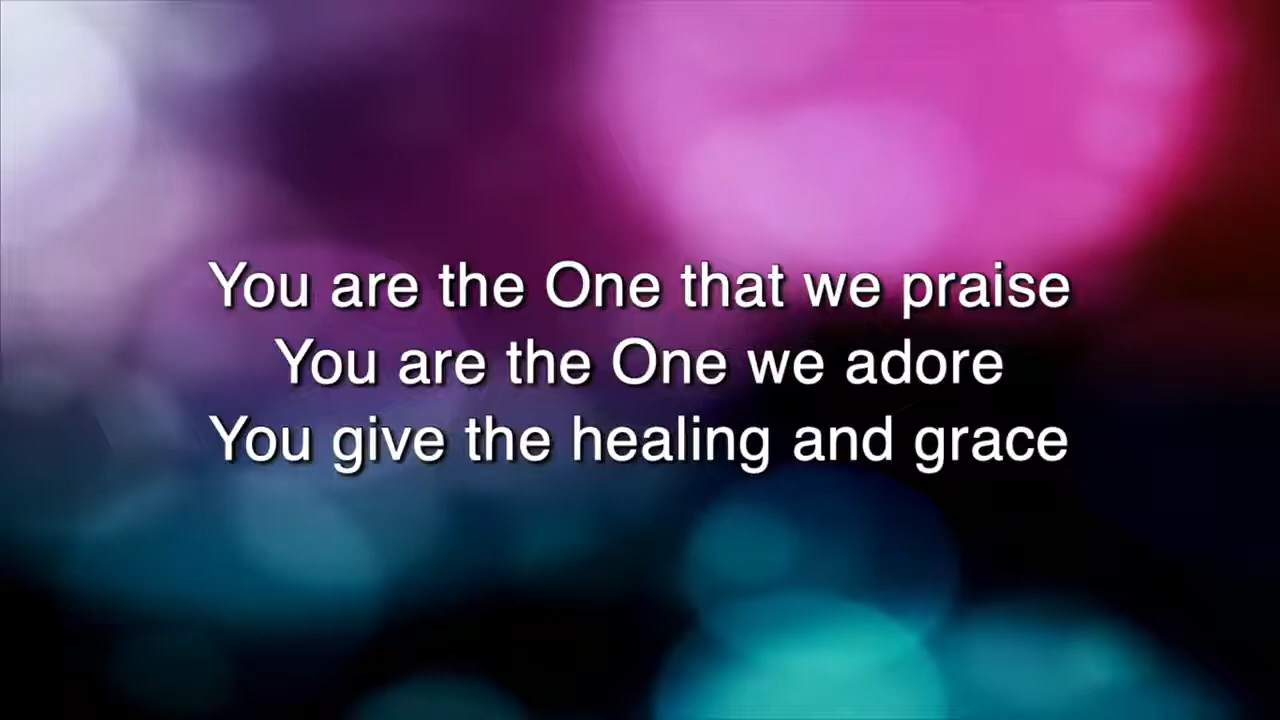 You are the One that we praise
You are the One we adore
You give the healing and grace